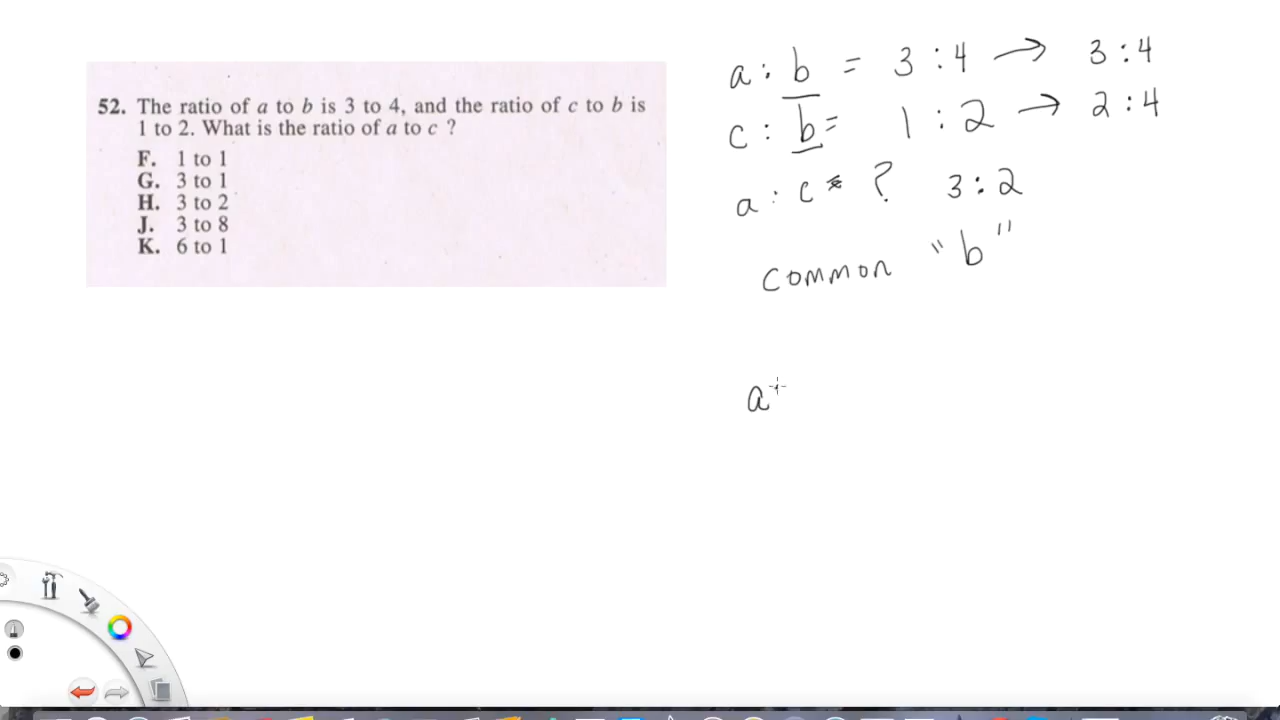 52. The ratio of a to b is 3 to 4, and the ratio of c to b is
1 to 2. What is the ratio of a to c ?
F. 1 to 1
G. 3 to 1
H. 3 to 2
J. 3 to 8
K. 6 to 1
a : b = 3 : 4 → 3 : 4
c : b = 1 : 2 → 2 : 4
a : c = ? 3 : 2
common "b"
a